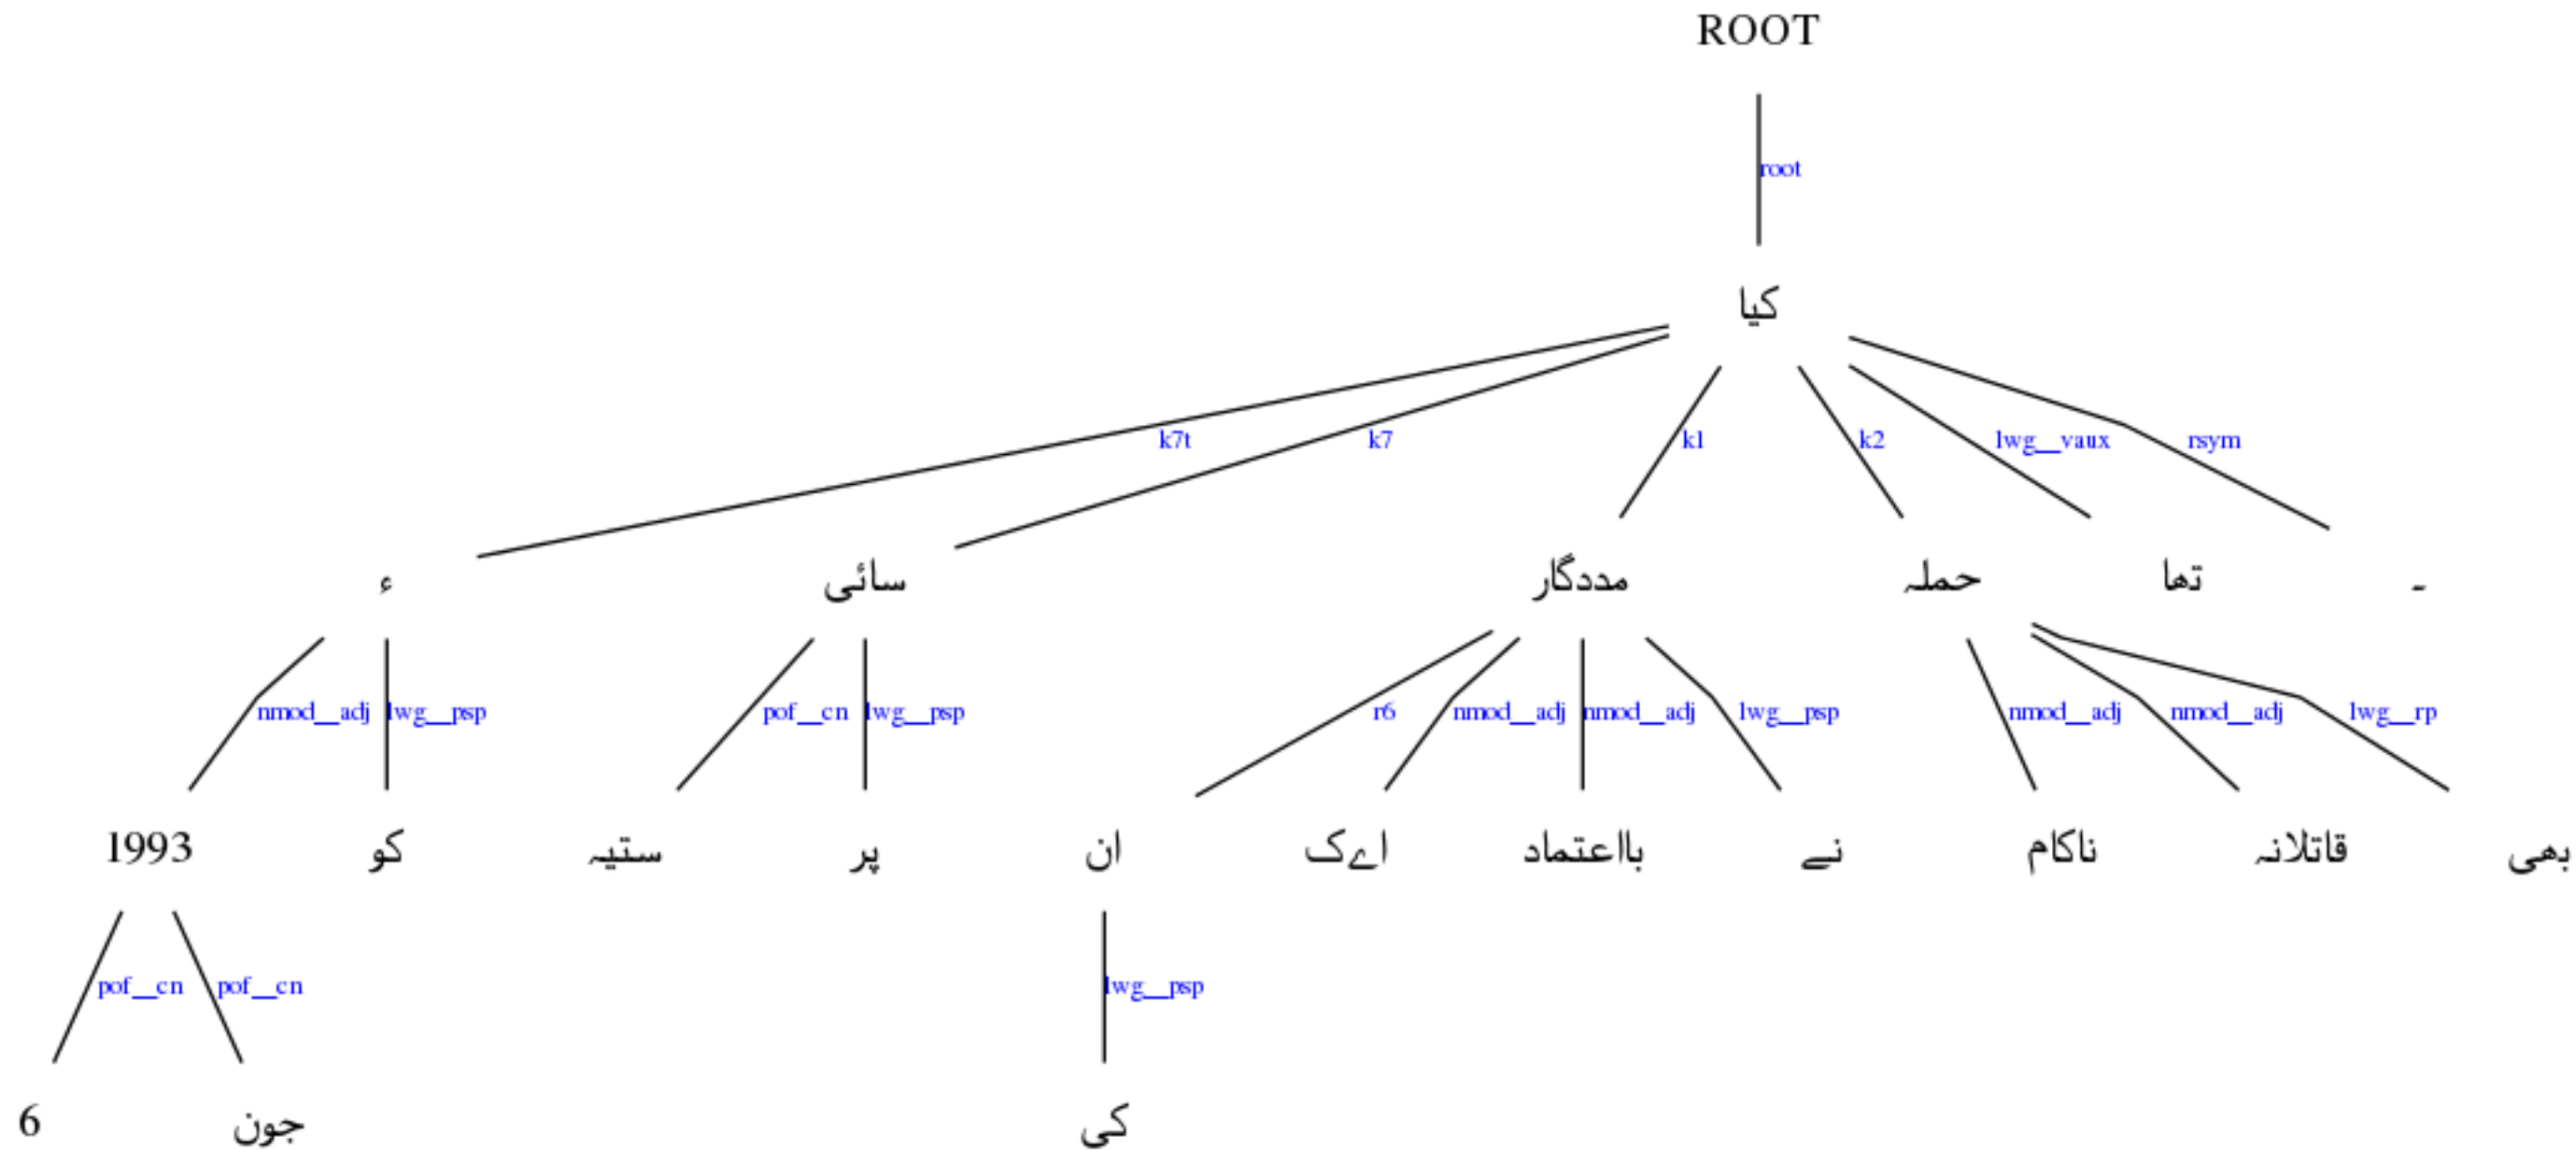 ROOT
root
کیا
k7t k7 k1 k2 lwg__vaux rsym
ء سائی مددگار حملہ تھا ۔
nmod__adj lwg__psp pof__cn lwg__psp r6 nmod__adj nmod__adj lwg__psp nmod__adj nmod__adj lwg__rp
1993 کو ستیہ پر ان اےک بااعتماد نے ناکام قاتلانہ بھی
pof__cn pof__cn lwg__psp
6 جون کی